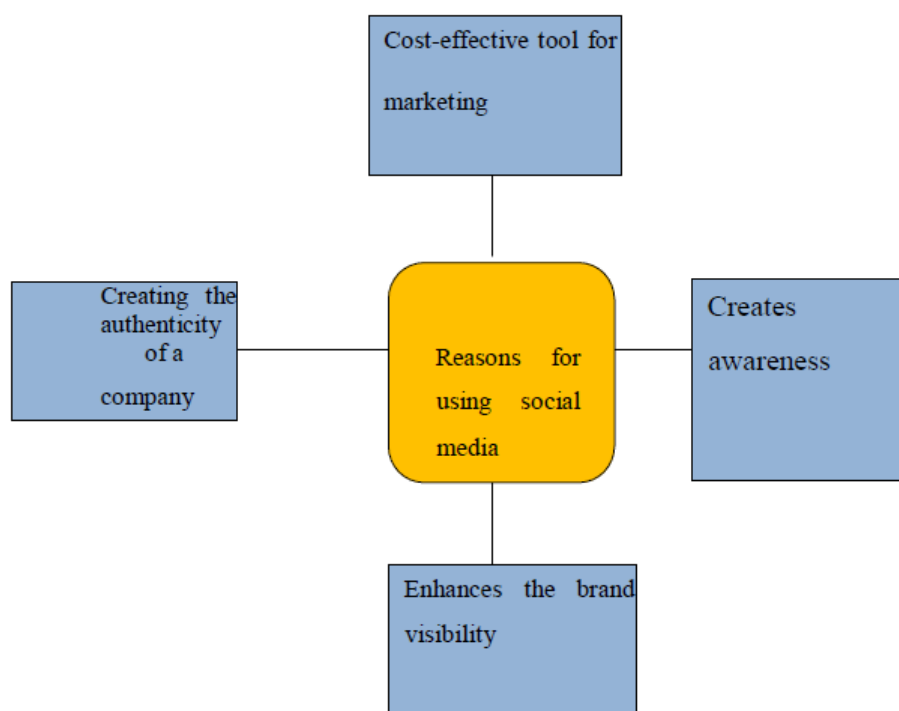 Cost-effective tool for
marketing
Creating the
authenticity
of a
company
Reasons for
using social
media
Creates
awareness
Enhances the brand
visibility